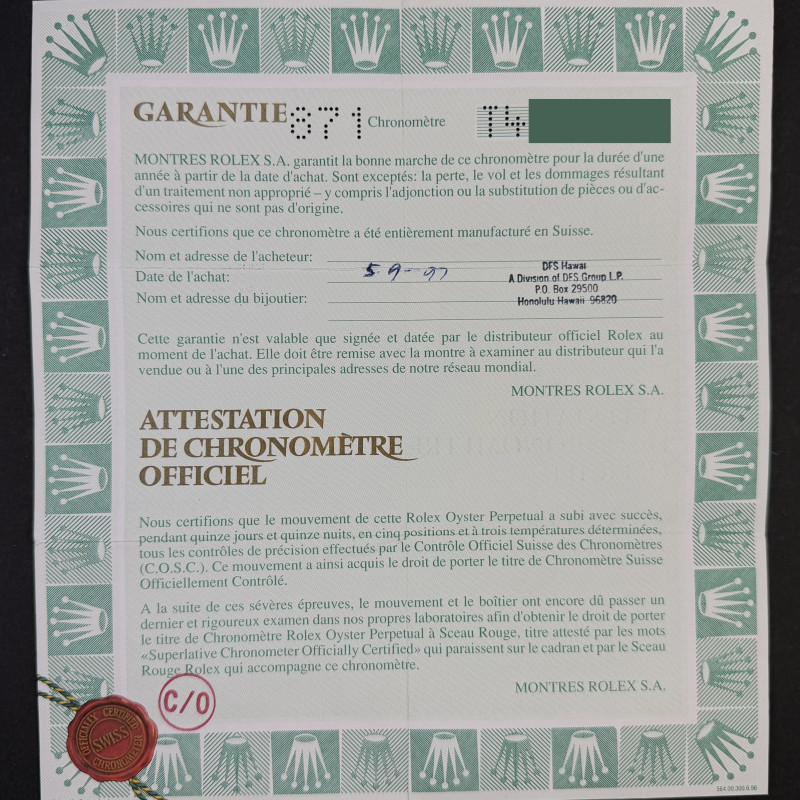 GARANTIE 871 Chronomètre T4
MONTRES ROLEX S.A. garantit la bonne marche de ce chronomètre pour la durée d'une
année à partir de la date d'achat. Sont exceptés: la perte, le vol et les dommages résultant
d'un traitement non approprié – y compris l'adjonction ou la substitution de pièces ou d'ac-
cessoires qui ne sont pas d'origine.
Nous certifions que ce chronomètre a été entièrement manufacturé en Suisse.
Nom et adresse de l'acheteur:
Date de l'achat: 5-9-97
Nom et adresse du bijoutier:
DFS Hawaii
A Division of DFS Group L.P.
P.O. Box 29500
Honolulu Hawaii 96820
Cette garantie n'est valable que signée et datée par le distributeur officiel Rolex au
moment de l'achat. Elle doit être remise avec la montre à examiner au distributeur qui l'a
vendue ou à l'une des principales adresses de notre réseau mondial.
MONTRES ROLEX S.A.
ATTESTATION
DE CHRONOMÈTRE
OFFICIEL
Nous certifions que le mouvement de cette Rolex Oyster Perpetual a subi avec succès,
pendant quinze jours et quinze nuits, en cinq positions et à trois températures déterminées,
tous les contrôles de précision effectués par le Contrôle Officiel Suisse des Chronomètres
(C.O.S.C.). Ce mouvement a ainsi acquis le droit de porter le titre de Chronomètre Suisse
Officiellement Contrôlé.
A la suite de ces sévères épreuves, le mouvement et le boîtier ont encore dû passer un
dernier et rigoureux examen dans nos propres laboratoires afin d'obtenir le droit de porter
le titre de Chronomètre Rolex Oyster Perpetual à Sceau Rouge, titre attesté par les mots
«Superlative Chronometer Officially Certified» qui paraissent sur le cadran et par le Sceau
Rouge Rolex qui accompagne ce chronomètre.
MONTRES ROLEX S.A.
C/O
OFFICIALLY CERTIFIED
SWISS
CHRONOMETER
564.00.300.6.96